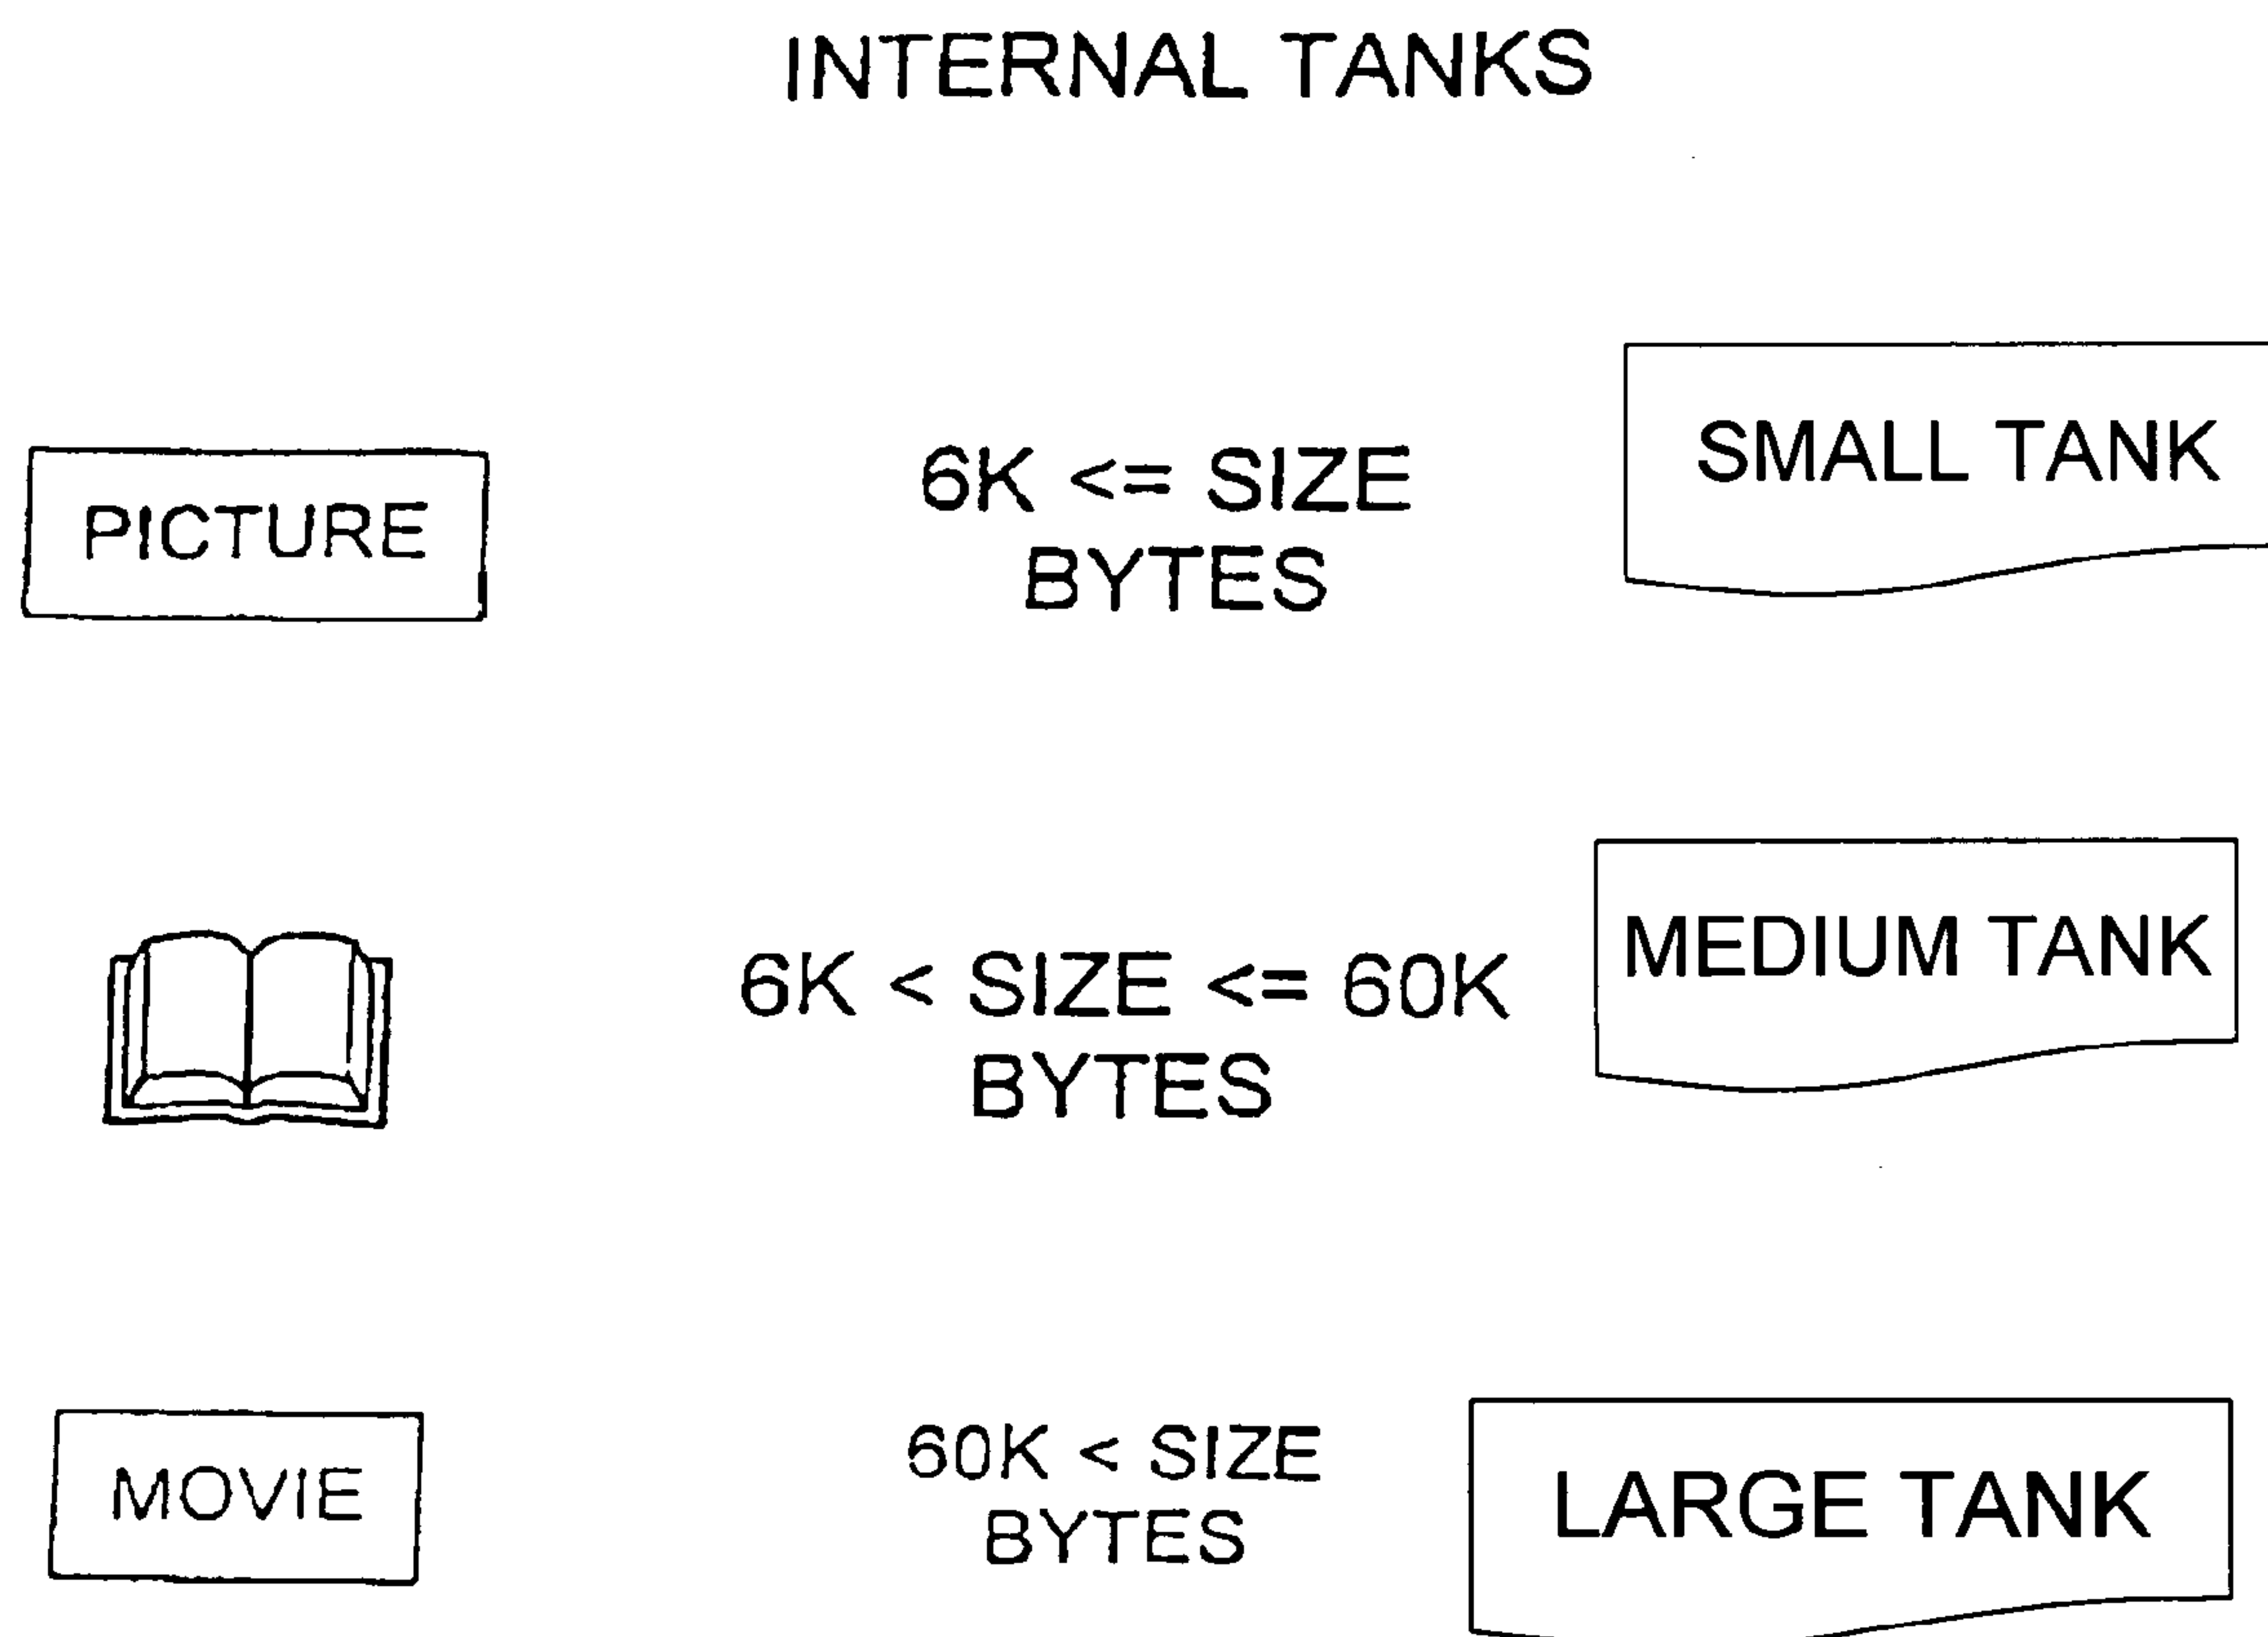 INTERNAL TANKS
PICTURE
6K <= SIZE
BYTES
SMALL TANK
6K < SIZE <= 60K
BYTES
MEDIUM TANK
MOVIE
60K < SIZE
BYTES
LARGE TANK